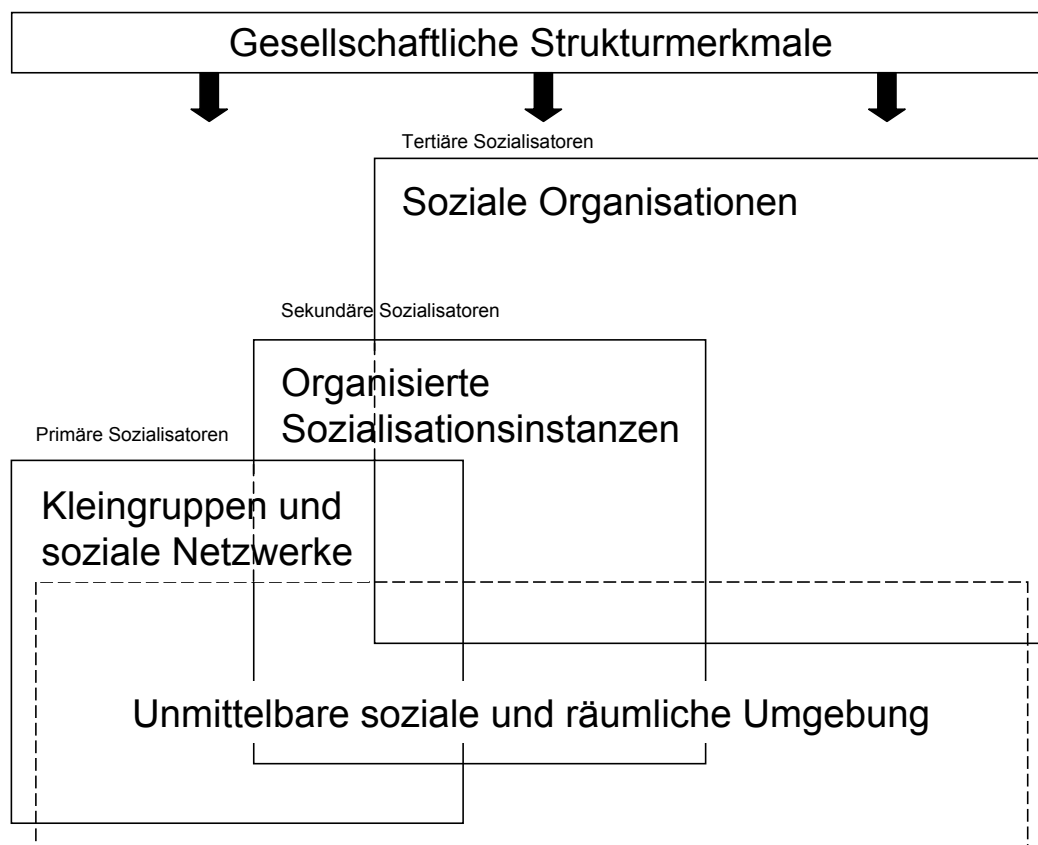 Gesellschaftliche Strukturmerkmale
Tertiäre Sozialisatoren
Soziale Organisationen
Sekundäre Sozialisatoren
Organisierte
Sozialisationsinstanzen
Primäre Sozialisatoren
Kleingruppen und
soziale Netzwerke
Unmittelbare soziale und räumliche Umgebung